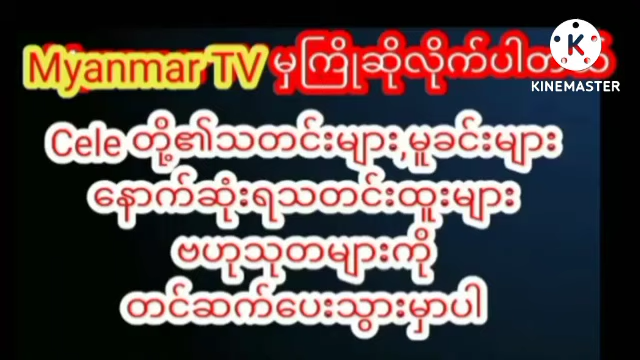 Myanmar TV မှကြိုဆိုလိုက်ပါတယ်
KINEMASTER
Cele တို့၏သတင်းများ,မှုခင်းများ
နောက်ဆုံးရသတင်းထူးများ
ဗဟုသုတများကို
တင်ဆက်ပေးသွားမှာပါ